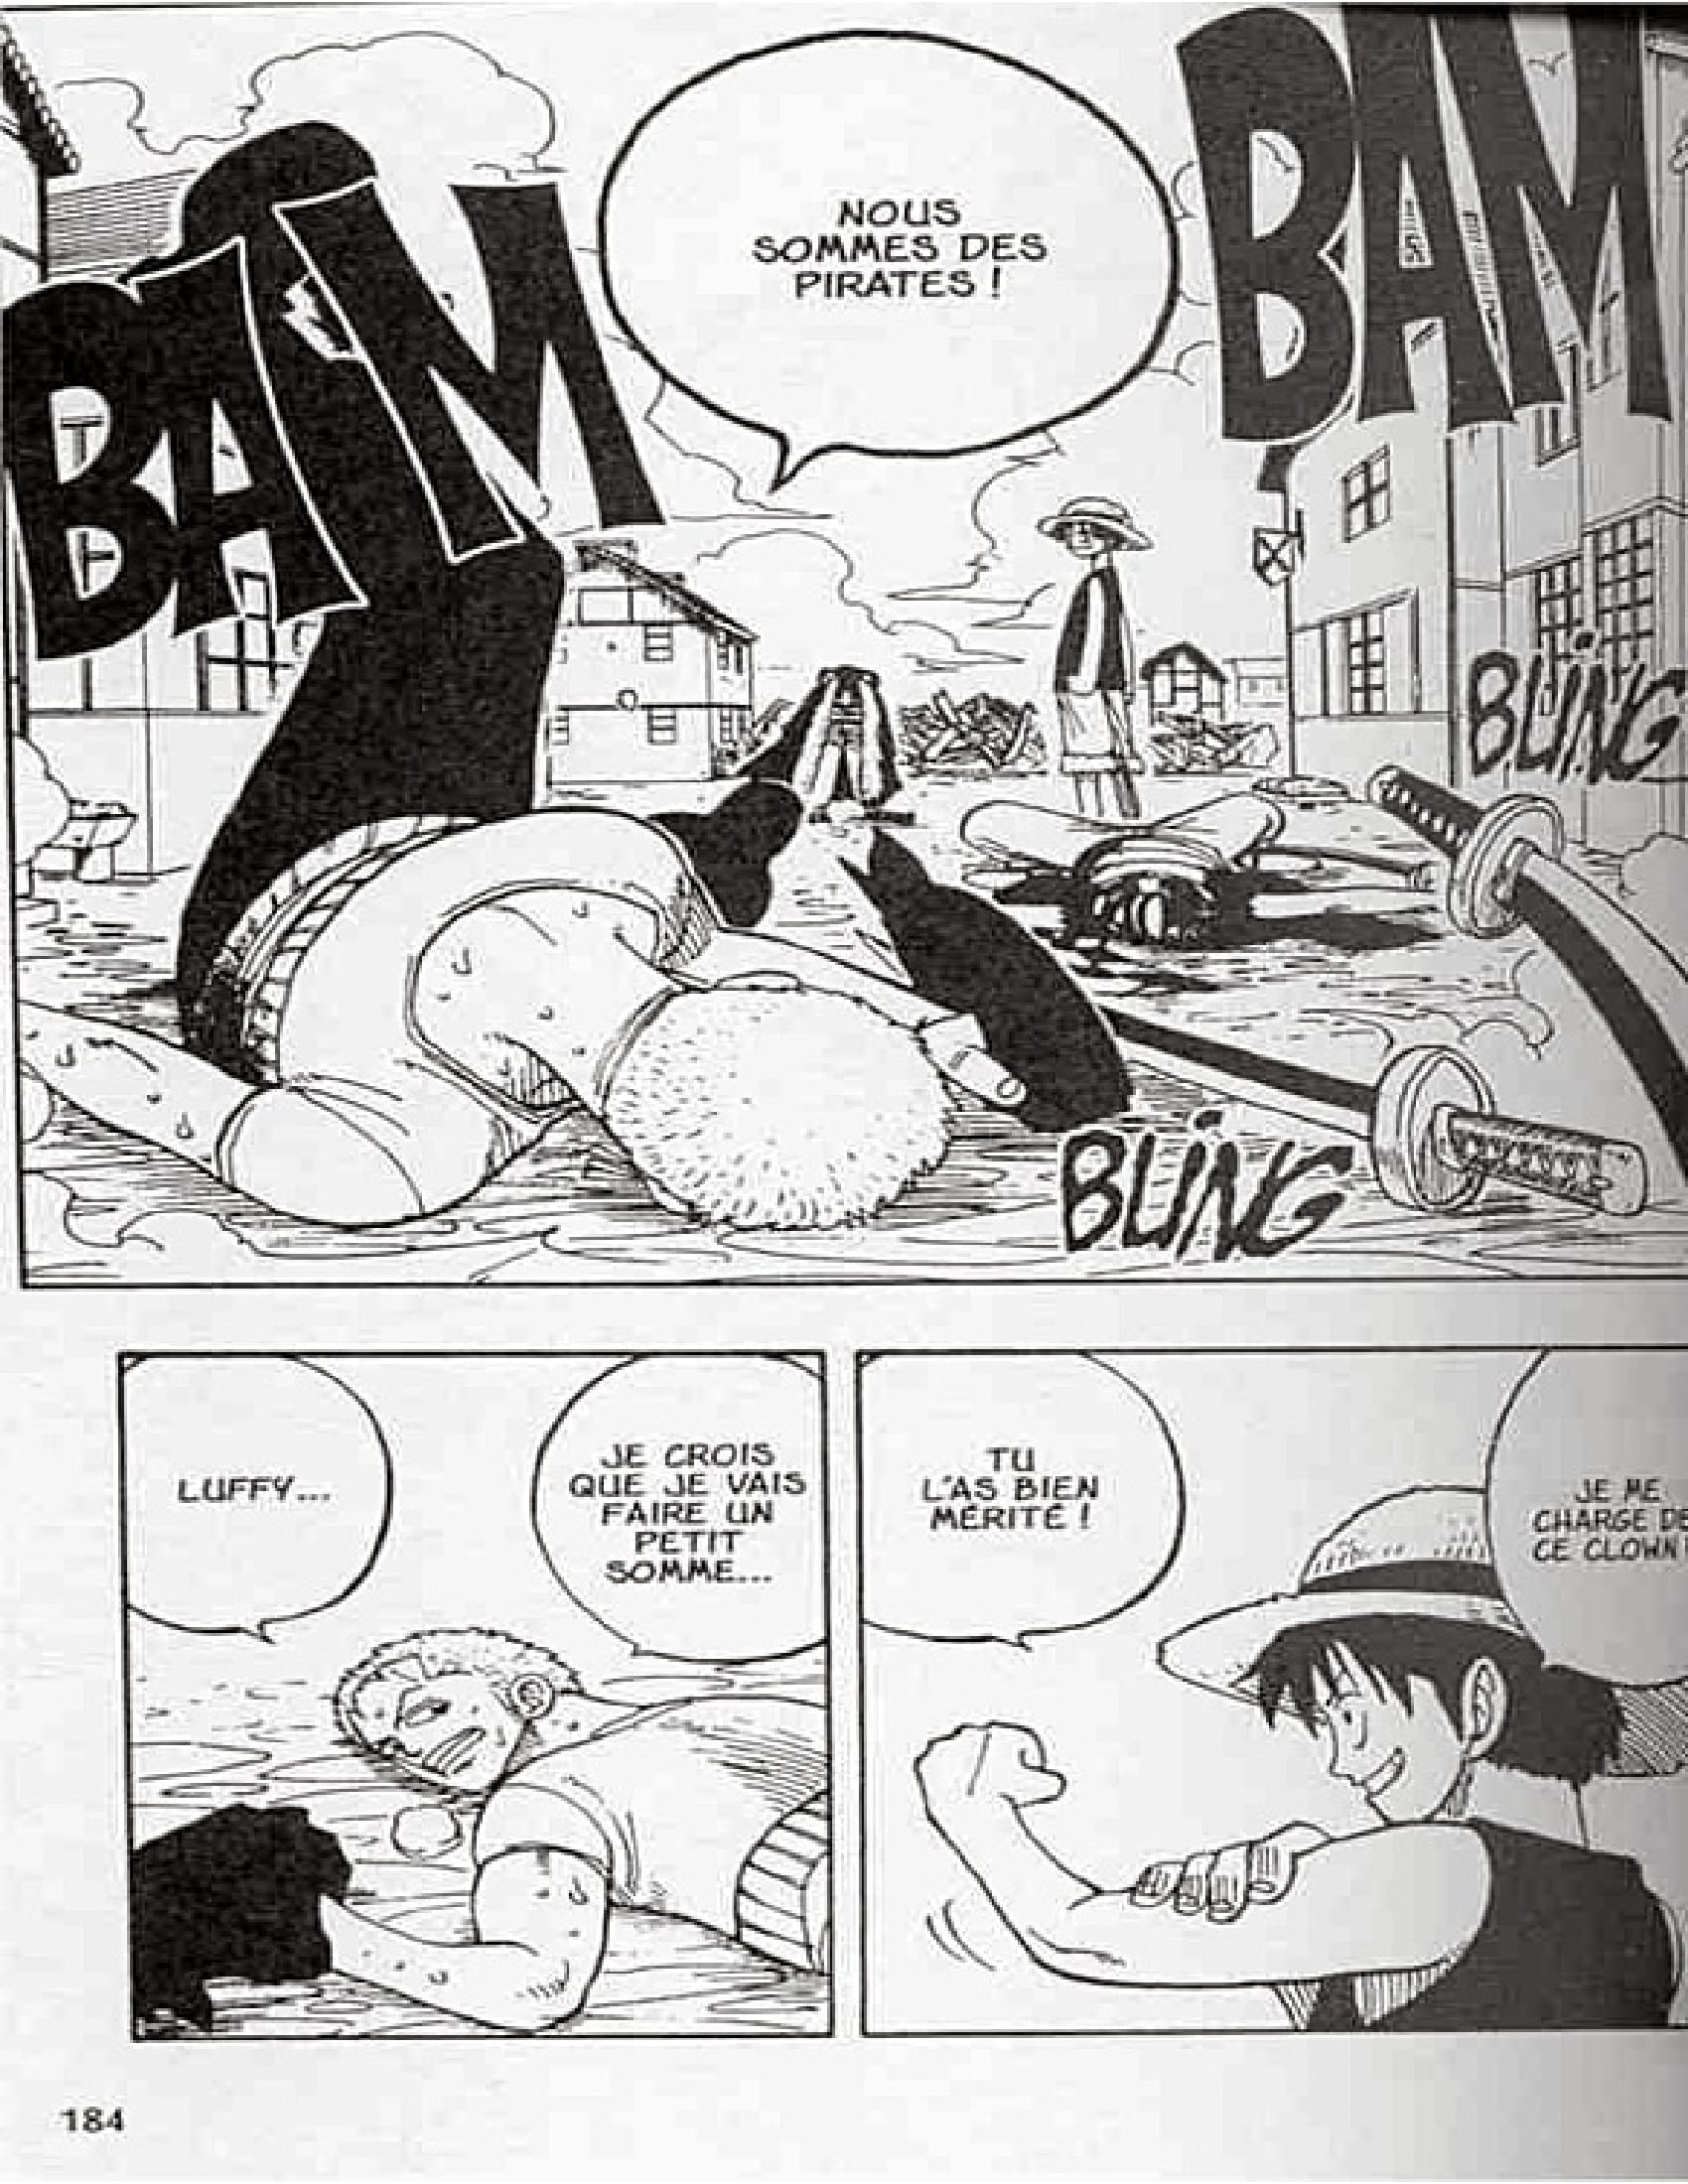 NOUS
SOMMES DES
PIRATES !
BAM
BAM
BLING
BLING
LUFFY...
JE CROIS
QUE JE VAIS
FAIRE UN
PETIT
SOMME...
TU
L'AS BIEN
MÉRITÉ !
JE ME
CHARGE DE
CE CLOWN
184